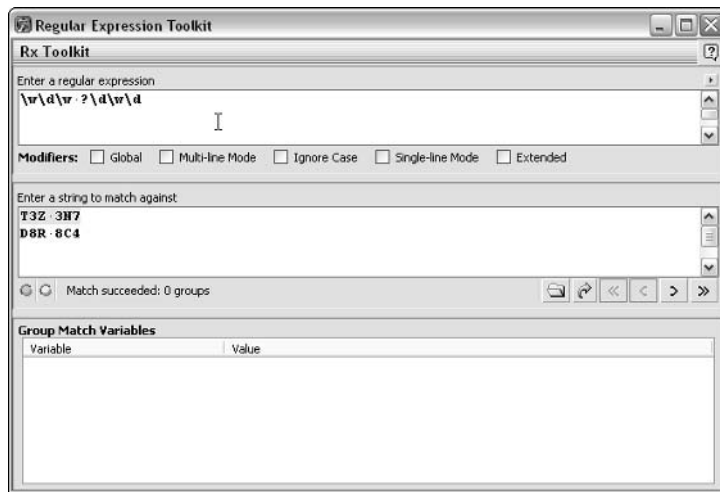 Regular Expression Toolkit
Rx Toolkit
Enter a regular expression
\w\d\w·?\d\w\d
Modifiers: Global Multi-line Mode Ignore Case Single-line Mode Extended
Enter a string to match against
T3Z·3N7
D8R·8C4
Match succeeded: 0 groups
Group Match Variables
Variable Value